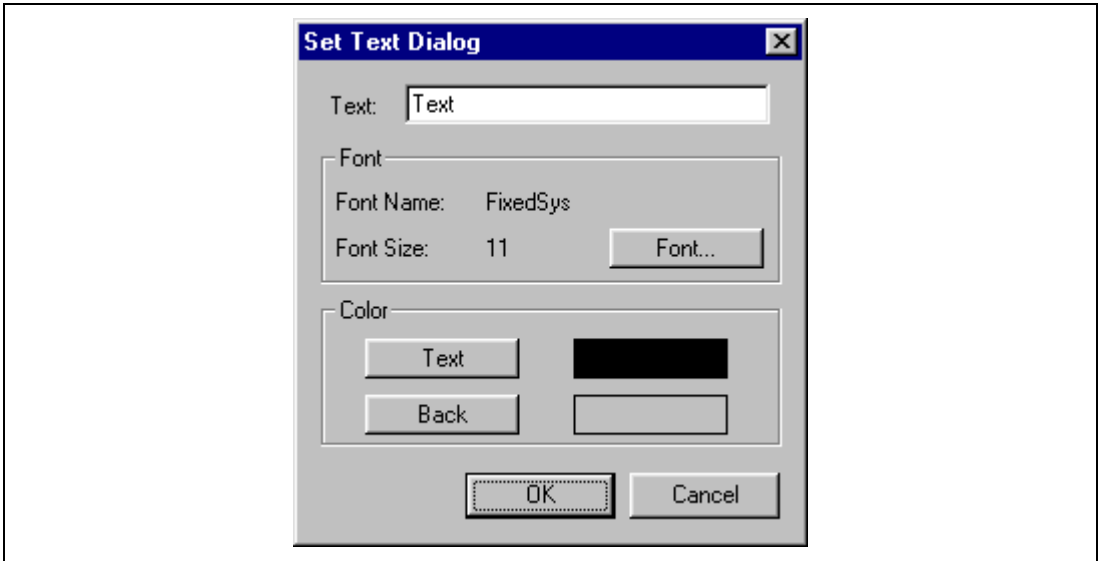 Set Text Dialog
Text: Text
Font
Font Name: FixedSys
Font Size: 11 Font...
Color
Text
Back
OK Cancel